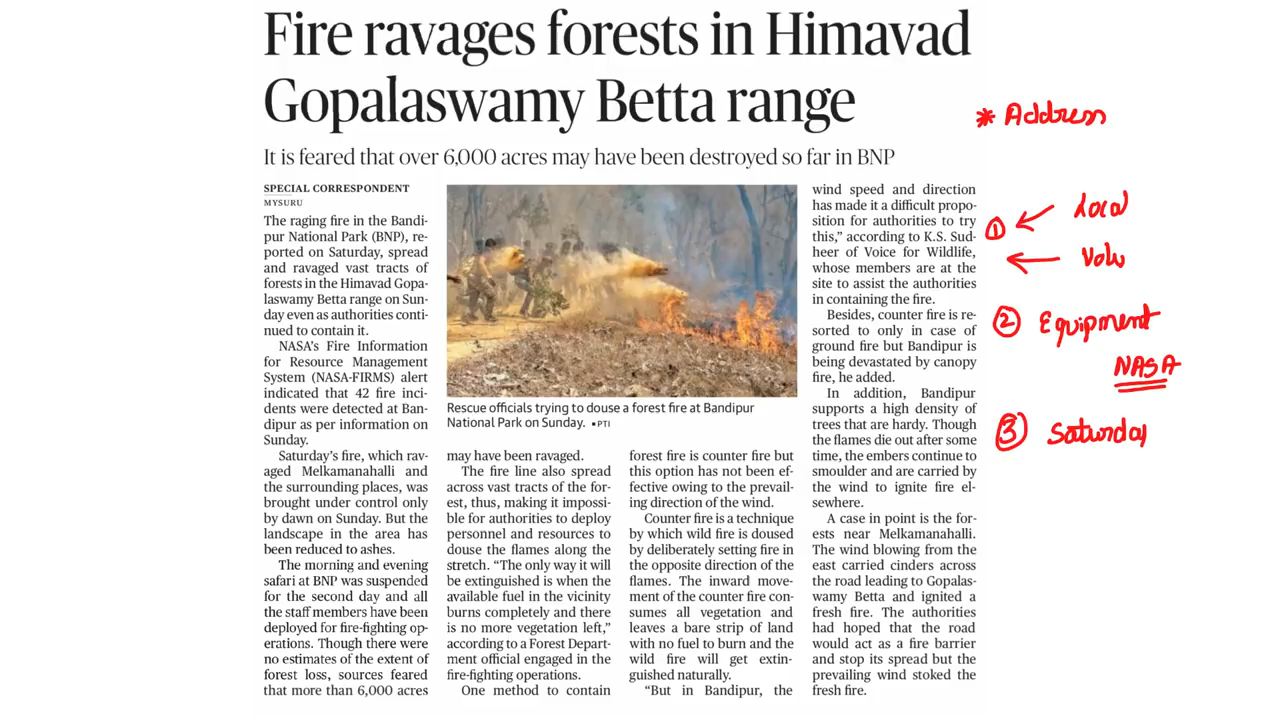 Fire ravages forests in Himavad
Gopalaswamy Betta range
It is feared that over 6,000 acres may have been destroyed so far in BNP
SPECIAL CORRESPONDENT
MYSURU
The raging fire in the Bandi-
pur National Park (BNP), re-
ported on Saturday, spread
and ravaged vast tracts of
forests in the Himavad Gopa-
laswamy Betta range on Sun-
day even as authorities conti-
nued to contain it.
NASA's Fire Information
for Resource Management
System (NASA-FIRMS) alert
indicated that 42 fire inci-
dents were detected at Ban-
dipur as per information on
Sunday.
Saturday's fire, which rav-
aged Melkamanahalli and
the surrounding places, was
brought under control only
by dawn on Sunday. But the
landscape in the area has
been reduced to ashes.
The morning and evening
safari at BNP was suspended
for the second day and all
the staff members have been
deployed for fire-fighting op-
erations. Though there were
no estimates of the extent of
forest loss, sources feared
that more than 6,000 acres
Rescue officials trying to douse a forest fire at Bandipur
National Park on Sunday. ▪PTI
may have been ravaged.
The fire line also spread
across vast tracts of the for-
est, thus, making it impossi-
ble for authorities to deploy
personnel and resources to
douse the flames along the
stretch. “The only way it will
be extinguished is when the
available fuel in the vicinity
burns completely and there
is no more vegetation left,”
according to a Forest Depart-
ment official engaged in the
fire-fighting operations.
One method to contain
forest fire is counter fire but
this option has not been ef-
fective owing to the prevail-
ing direction of the wind.
Counter fire is a technique
by which wild fire is doused
by deliberately setting fire in
the opposite direction of the
flames. The inward move-
ment of the counter fire con-
sumes all vegetation and
leaves a bare strip of land
with no fuel to burn and the
wild fire will get extin-
guished naturally.
“But in Bandipur, the
wind speed and direction
has made it a difficult propo-
sition for authorities to try
this,” according to K.S. Sud-
heer of Voice for Wildlife,
whose members are at the
site to assist the authorities
in containing the fire.
Besides, counter fire is re-
sorted to only in case of
ground fire but Bandipur is
being devastated by canopy
fire, he added.
In addition, Bandipur
supports a high density of
trees that are hardy. Though
the flames die out after some
time, the embers continue to
smoulder and are carried by
the wind to ignite fire el-
sewhere.
A case in point is the for-
ests near Melkamanahalli.
The wind blowing from the
east carried cinders across
the road leading to Gopalas-
wamy Betta and ignited a
fresh fire. The authorities
had hoped that the road
would act as a fire barrier
and stop its spread but the
prevailing wind stoked the
fresh fire.
* Address
① Local
Volu
② Equipment
NASA
③ Saturday